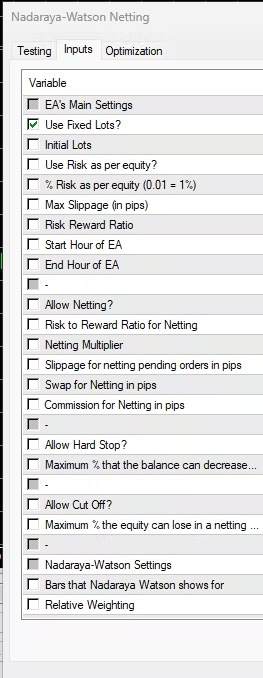 Nadaraya-Watson Netting
Testing Inputs Optimization
Variable
EA's Main Settings
Use Fixed Lots?
Initial Lots
Use Risk as per equity?
% Risk as per equity (0.01 = 1%)
Max Slippage (in pips)
Risk Reward Ratio
Start Hour of EA
End Hour of EA
-
Allow Netting?
Risk to Reward Ratio for Netting
Netting Multiplier
Slippage for netting pending orders in pips
Swap for Netting in pips
Commission for Netting in pips
-
Allow Hard Stop?
Maximum % that the balance can decrease...
-
Allow Cut Off?
Maximum % the equity can lose in a netting ...
-
Nadaraya-Watson Settings
Bars that Nadaraya Watson shows for
Relative Weighting